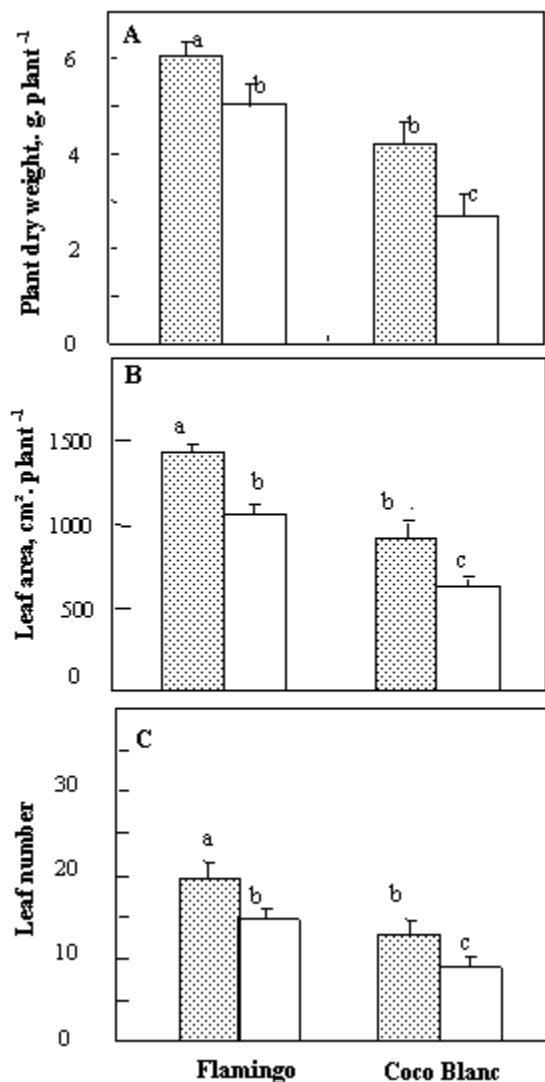 A
Plant dry weight,. g. plant -1
6
4
2
0
a
b
b
c
B
Leaf area, cm². plant -1
1500
1000
500
0
a
b
b
c
C
Leaf number
30
20
10
0
a
b
b
c
Flamingo Coco Blanc